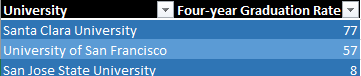 University Four-year Graduation Rate
Santa Clara University 77
University of San Francisco 57
San Jose State University 8